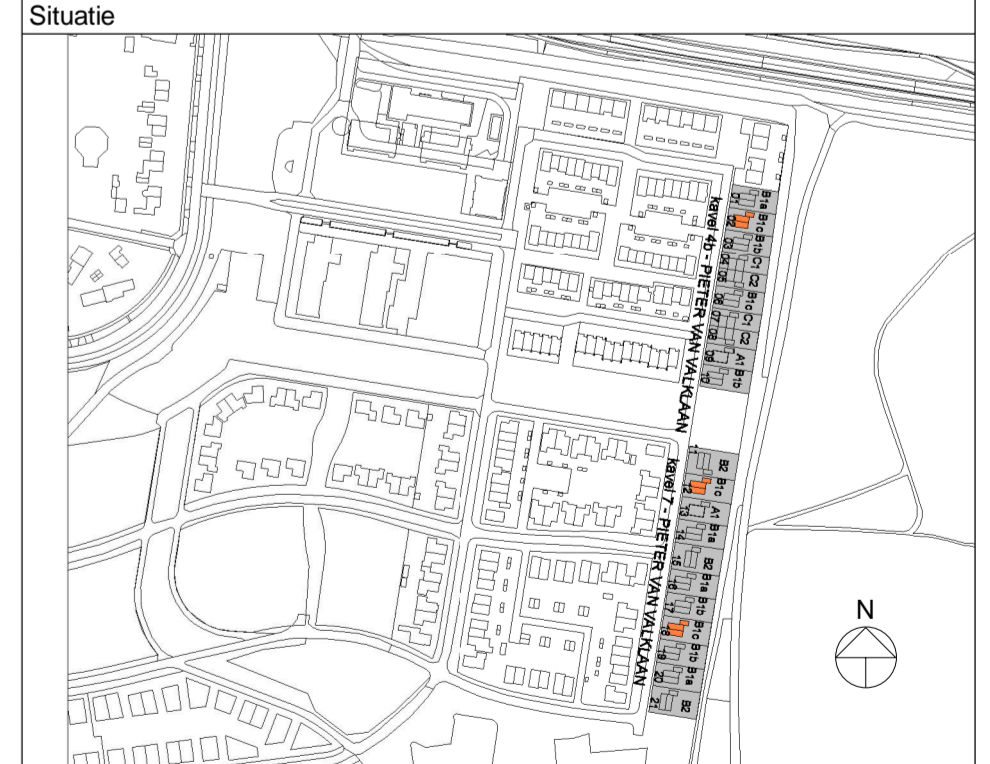 Situatie
kavel 4b - PIETER VAN VALKLAAN
01 B1a
02 B1c
03 B1b
04 C1
05 C2
06 B1c
07 C1
08 C2
09 A1
10 B1b
kavel 7 - PIETER VAN VALKLAAN
11 B2
12 B1c
13 A1
14 B1a
15 B2
16 B1a
17 B1b
18 B1c
19 B1b
20 B1a
21 B2
N